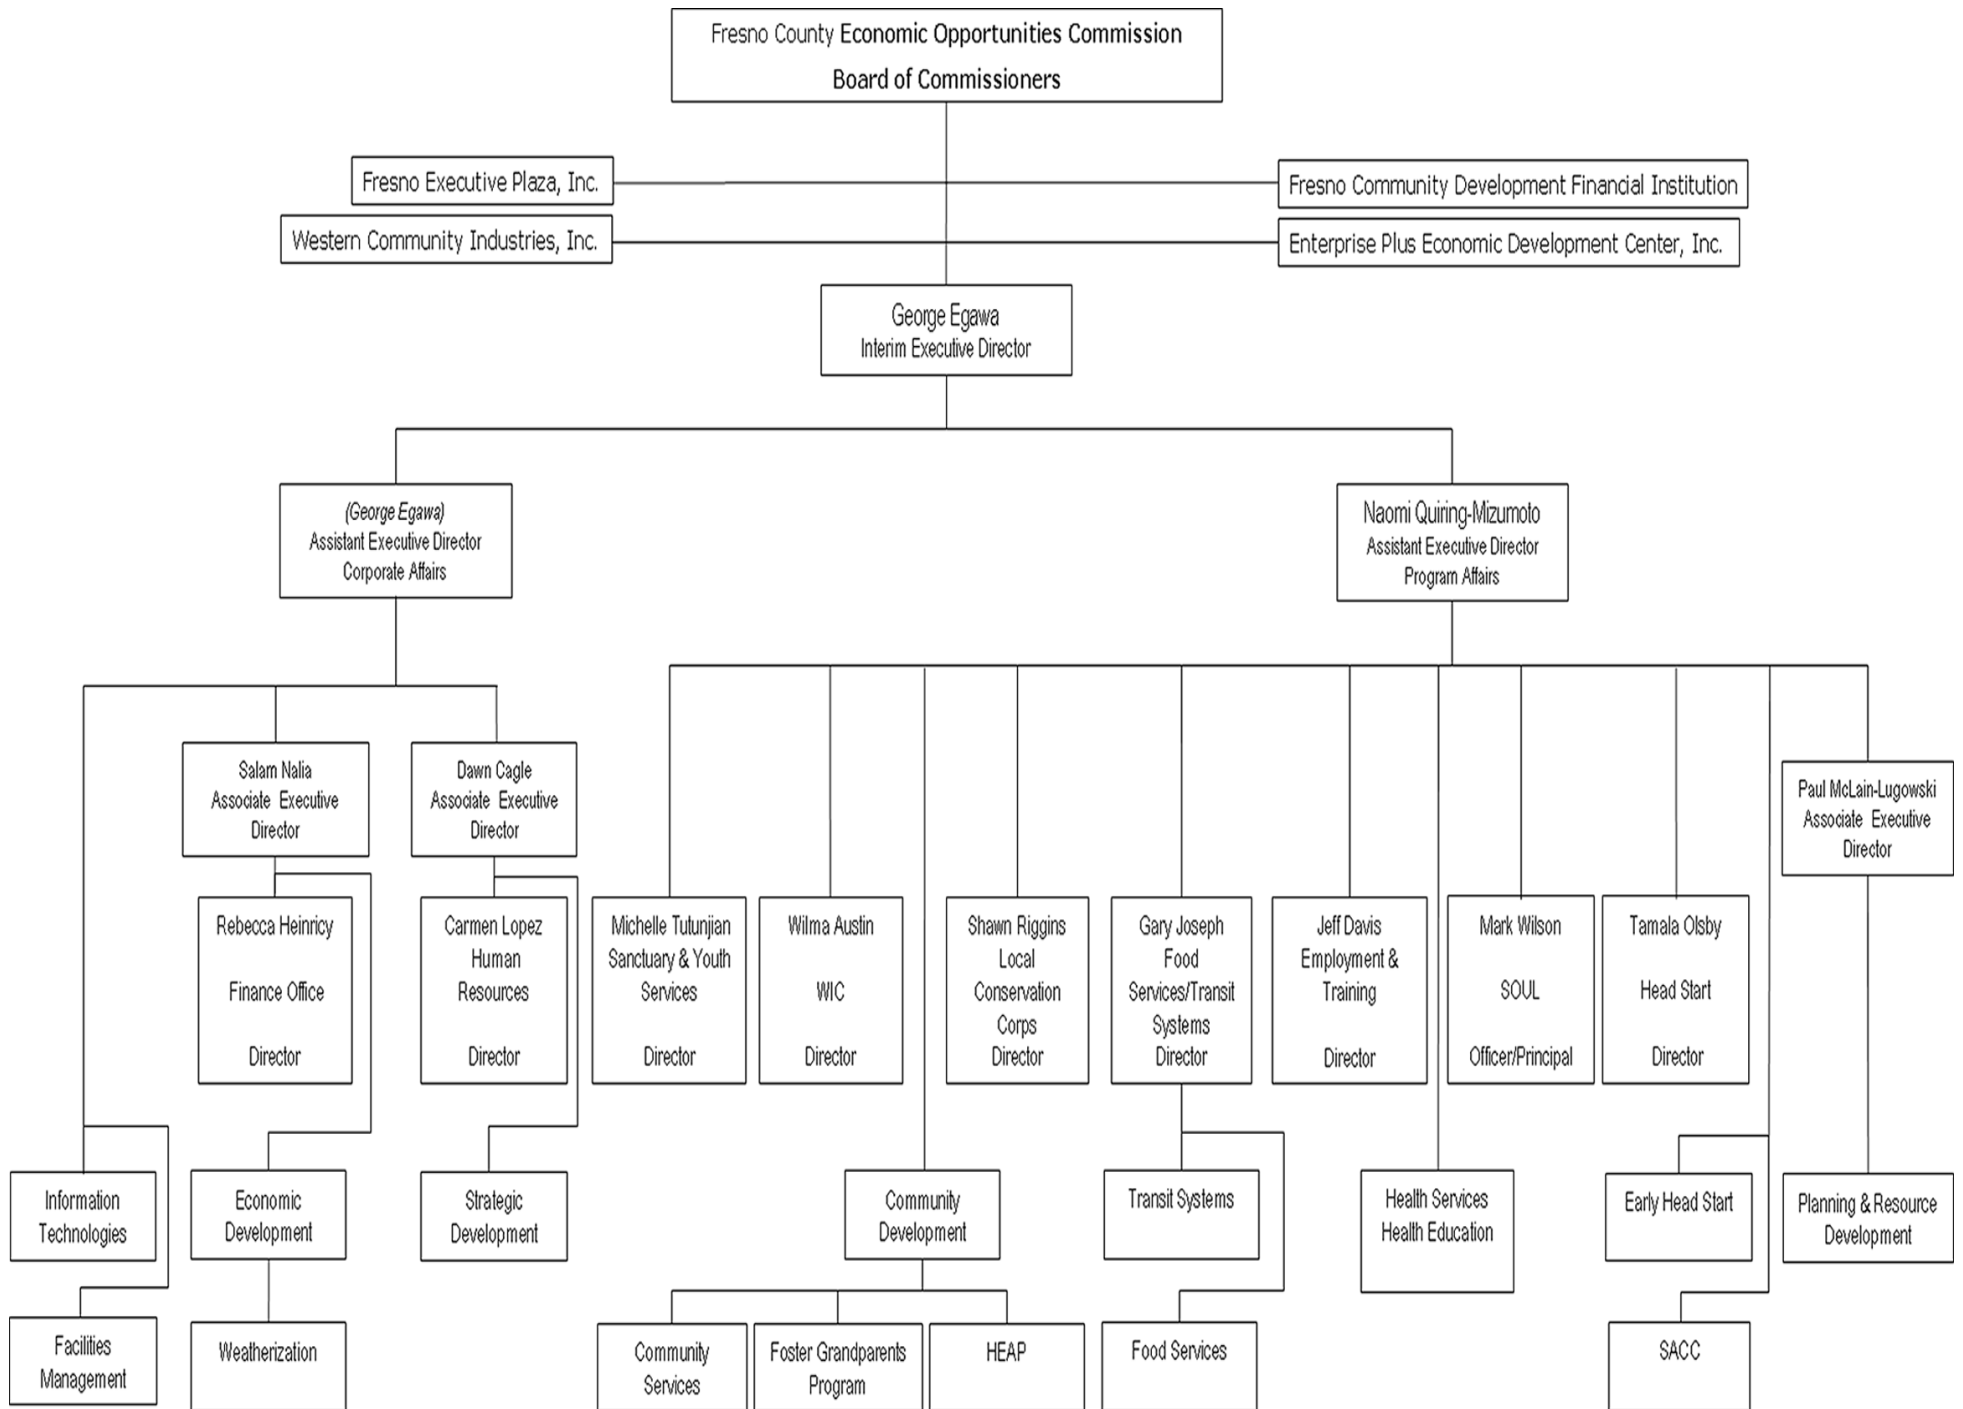 Fresno County Economic Opportunities Commission
Board of Commissioners
Fresno Executive Plaza, Inc.
Fresno Community Development Financial Institution
Western Community Industries, Inc.
Enterprise Plus Economic Development Center, Inc.
George Egawa
Interim Executive Director
(George Egawa)
Assistant Executive Director
Corporate Affairs
Naomi Quiring-Mizumoto
Assistant Executive Director
Program Affairs
Salam Nalia
Associate Executive
Director
Dawn Cagle
Associate Executive
Director
Paul McLain-Lugowski
Associate Executive
Director
Rebecca Heinricy
Finance Office
Director
Carmen Lopez
Human
Resources
Director
Michelle Tutunjian
Sanctuary & Youth
Services
Director
Wilma Austin
WIC
Director
Shawn Riggins
Local
Conservation
Corps
Director
Gary Joseph
Food
Services/Transit
Systems
Director
Jeff Davis
Employment &
Training
Director
Mark Wilson
SOUL
Officer/Principal
Tamala Olsby
Head Start
Director
Information
Technologies
Economic
Development
Strategic
Development
Community
Development
Transit Systems
Health Services
Health Education
Early Head Start
Planning & Resource
Development
Facilities
Management
Weatherization
Community
Services
Foster Grandparents
Program
HEAP
Food Services
SACC